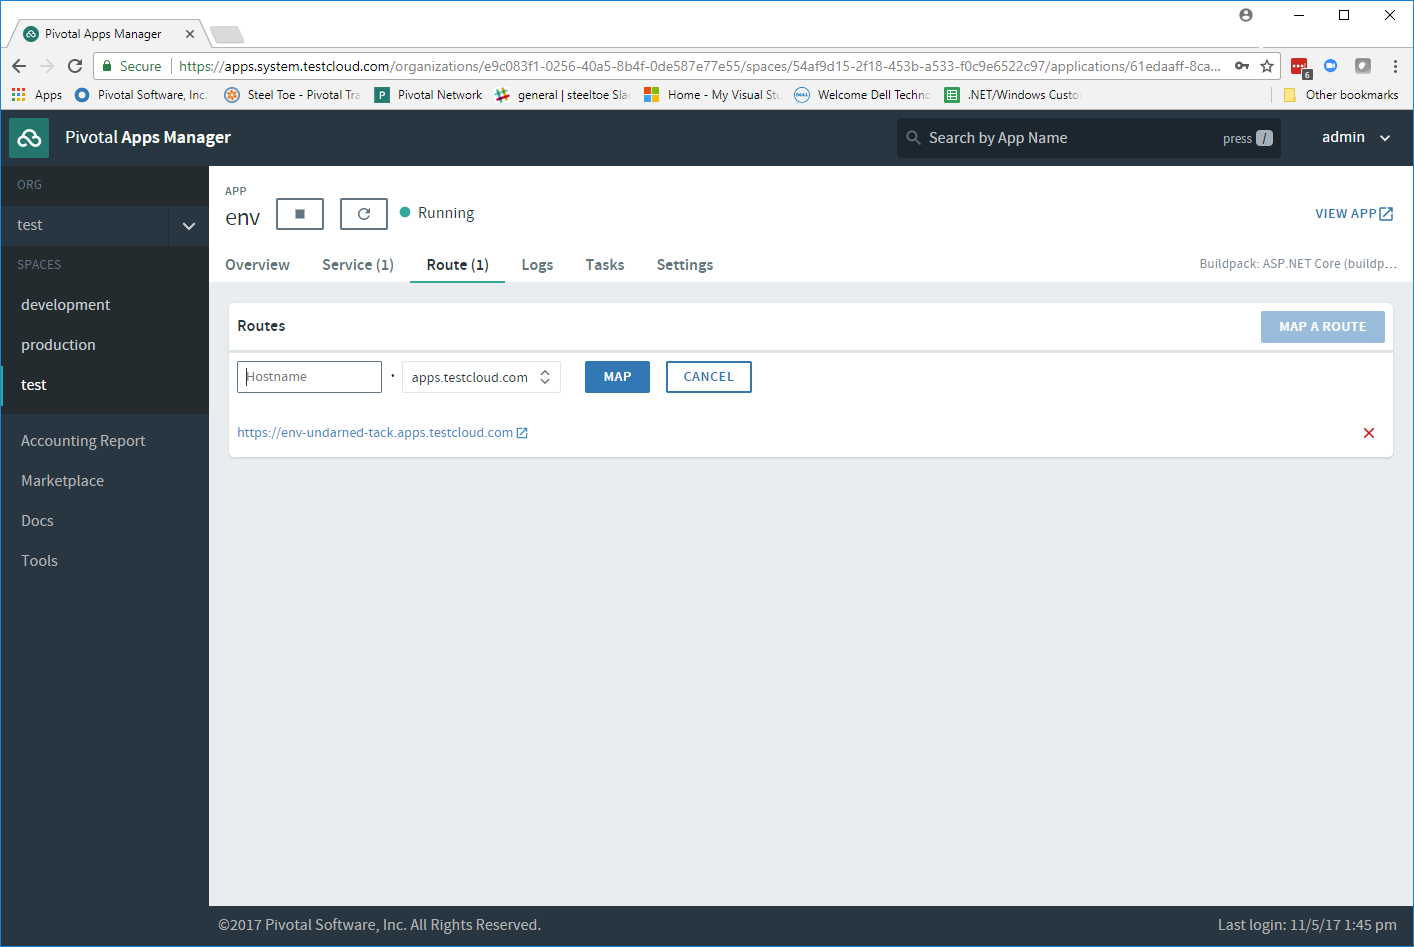 Pivotal Apps Manager
Secure https://apps.system.testcloud.com/organizations/e9c083f1-0256-40a5-8b4f-0de587e77e55/spaces/54af9d15-2f18-453b-a533-f0c9e6522c97/applications/61edaaff-8ca...
6
Apps Pivotal Software, Inc. Steel Toe - Pivotal Tra Pivotal Network general | steeltoe Sla Home - My Visual Stu Welcome Dell Techno .NET/Windows Custo Other bookmarks
Pivotal Apps Manager
Search by App Name press / admin
ORG
test
SPACES
development
production
test
Accounting Report
Marketplace
Docs
Tools
APP
env Running
VIEW APP
Overview Service (1) Route (1) Logs Tasks Settings Buildpack: ASP.NET Core (buildp...
Routes MAP A ROUTE
Hostname . apps.testcloud.com MAP CANCEL
https://env-undarned-tack.apps.testcloud.com
©2017 Pivotal Software, Inc. All Rights Reserved. Last login: 11/5/17 1:45 pm